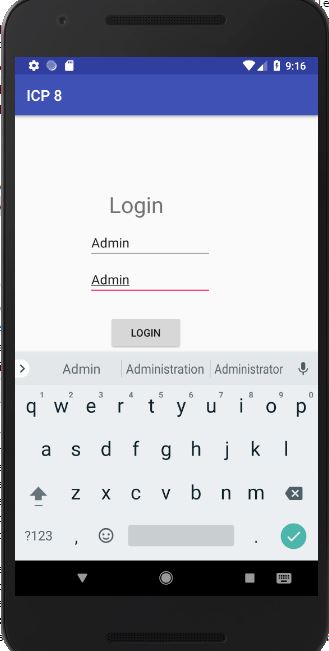 9:16
ICP 8
Login
Admin
Admin
LOGIN
Admin Administration Administrator
1 2 3 4 5 6 7 8 9 0
q w e r t y u i o p
a s d f g h j k l
z x c v b n m
?123 , .